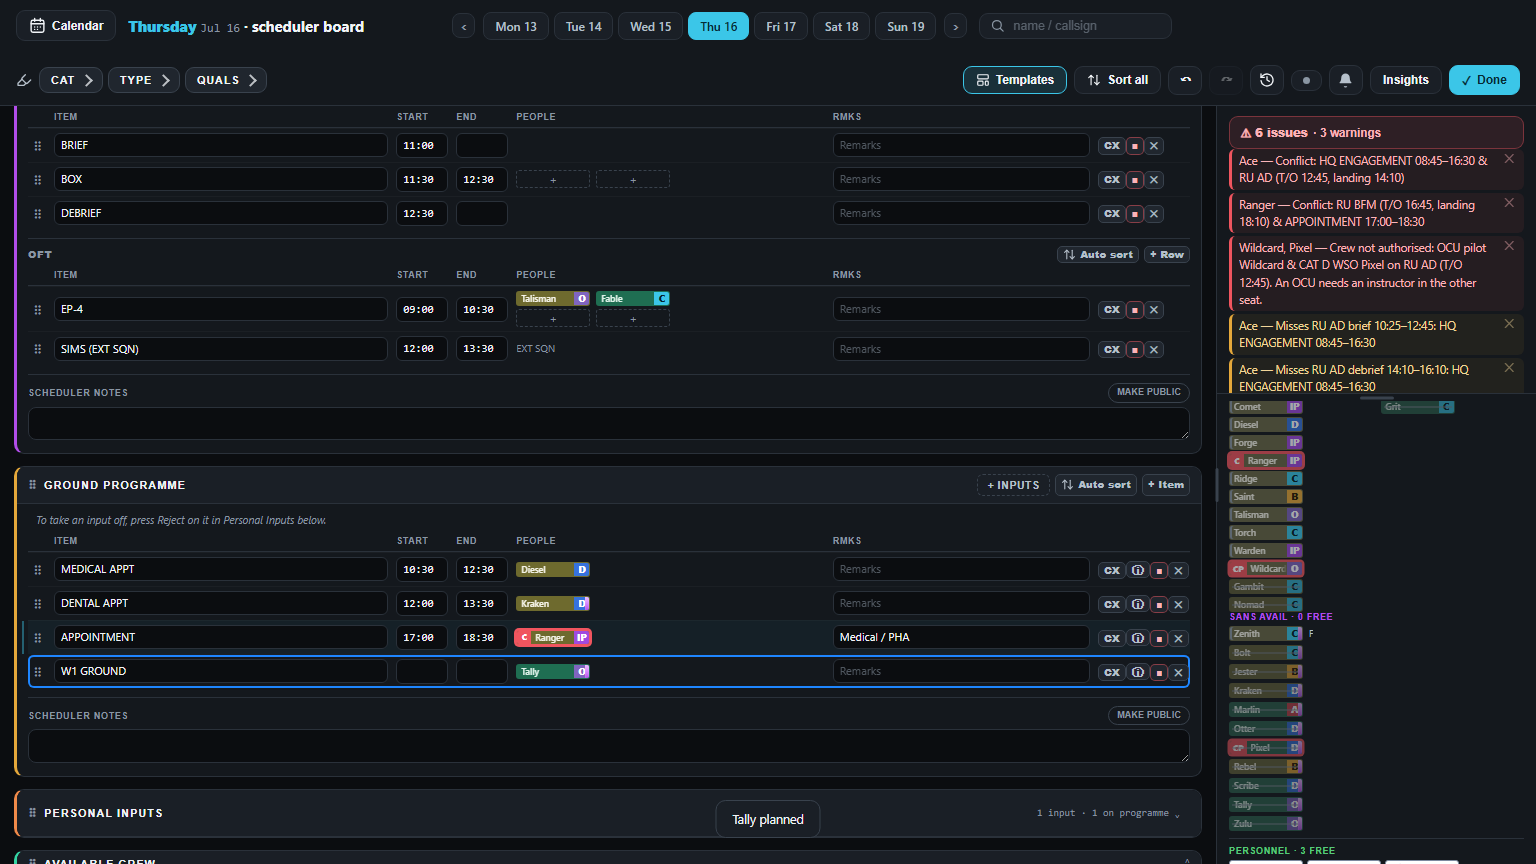 Calendar
Thursday Jul 16 · scheduler board
‹ Mon 13 Tue 14 Wed 15 Thu 16 Fri 17 Sat 18 Sun 19 ›
name / callsign
CAT TYPE QUALS
Templates Sort all Insights ✓ Done
ITEM START END PEOPLE RMKS
BRIEF 11:00 Remarks CX
BOX 11:30 12:30 + + Remarks CX
DEBRIEF 12:30 Remarks CX
OFT Auto sort + Row
ITEM START END PEOPLE RMKS
EP-4 09:00 10:30 Talisman O Fable C + + Remarks CX
SIMS (EXT SQN) 12:00 13:30 EXT SQN Remarks CX
SCHEDULER NOTES MAKE PUBLIC
GROUND PROGRAMME + INPUTS Auto sort + Item
To take an input off, press Reject on it in Personal Inputs below.
ITEM START END PEOPLE RMKS
MEDICAL APPT 10:30 12:30 Diesel D Remarks CX
DENTAL APPT 12:00 13:30 Kraken D Remarks CX
APPOINTMENT 17:00 18:30 C Ranger IP Medical / PHA CX
W1 GROUND Tally O Remarks CX
SCHEDULER NOTES MAKE PUBLIC
PERSONAL INPUTS 1 input · 1 on programme
Tally planned
AVAILABLE CREW
6 issues · 3 warnings
Ace — Conflict: HQ ENGAGEMENT 08:45–16:30 &
RU AD (T/O 12:45, landing 14:10)
Ranger — Conflict: RU BFM (T/O 16:45, landing
18:10) & APPOINTMENT 17:00–18:30
Wildcard, Pixel — Crew not authorised: OCU pilot
Wildcard & CAT D WSO Pixel on RU AD (T/O
12:45). An OCU needs an instructor in the other
seat.
Ace — Misses RU AD brief 10:25–12:45: HQ
ENGAGEMENT 08:45–16:30
Ace — Misses RU AD debrief 14:10–16:10: HQ
ENGAGEMENT 08:45–16:30
Comet IP Grit C
Diesel D
Forge IP
C Ranger IP
Ridge C
Saint B
Talisman O
Torch C
Warden IP
CP Wildcar O
Gambit C
Nomad C
SANS AVAIL · 0 FREE
Zenith C F
Bolt C
Jester B
Kraken D
Marlin A
Otter D
CP Pixel D
Rebel B
Scribe D
Tally O
Zulu O
PERSONNEL · 3 FREE